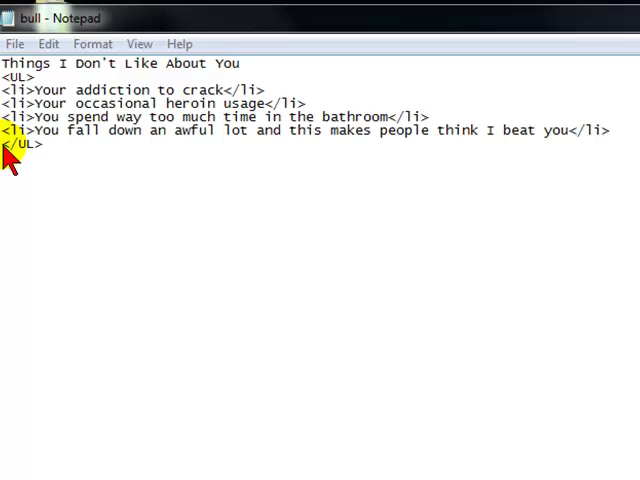 bull - Notepad
File Edit Format View Help
Things I Don't Like About You
<UL>
<li>Your addiction to crack</li>
<li>Your occasional heroin usage</li>
<li>You spend way too much time in the bathroom</li>
<li>You fall down an awful lot and this makes people think I beat you</li>
</UL>